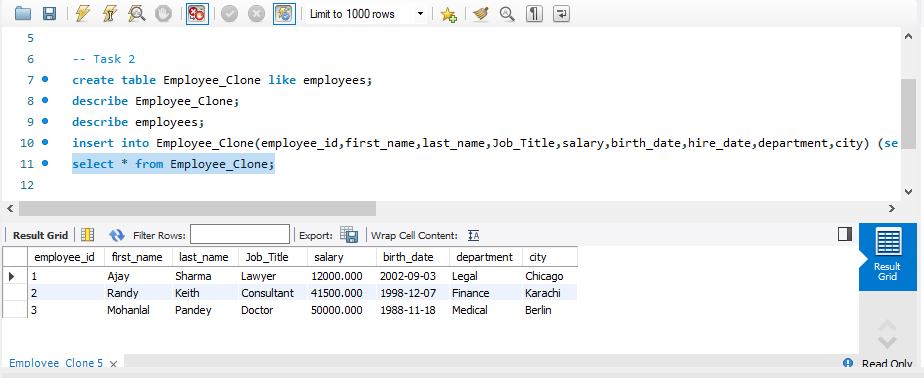 Limit to 1000 rows
5
6 -- Task 2
7 create table Employee_Clone like employees;
8 describe Employee_Clone;
9 describe employees;
10 insert into Employee_Clone(employee_id,first_name,last_name,Job_Title,salary,birth_date,hire_date,department,city) (se
11 select * from Employee_Clone;
12
Result Grid Filter Rows: Export: Wrap Cell Content: IA
employee_id first_name last_name Job_Title salary birth_date department city
1 Ajay Sharma Lawyer 12000.000 2002-09-03 Legal Chicago
2 Randy Keith Consultant 41500.000 1998-12-07 Finance Karachi
3 Mohanlal Pandey Doctor 50000.000 1988-11-18 Medical Berlin
Result
Grid
Employee_Clone 5 × Read Only